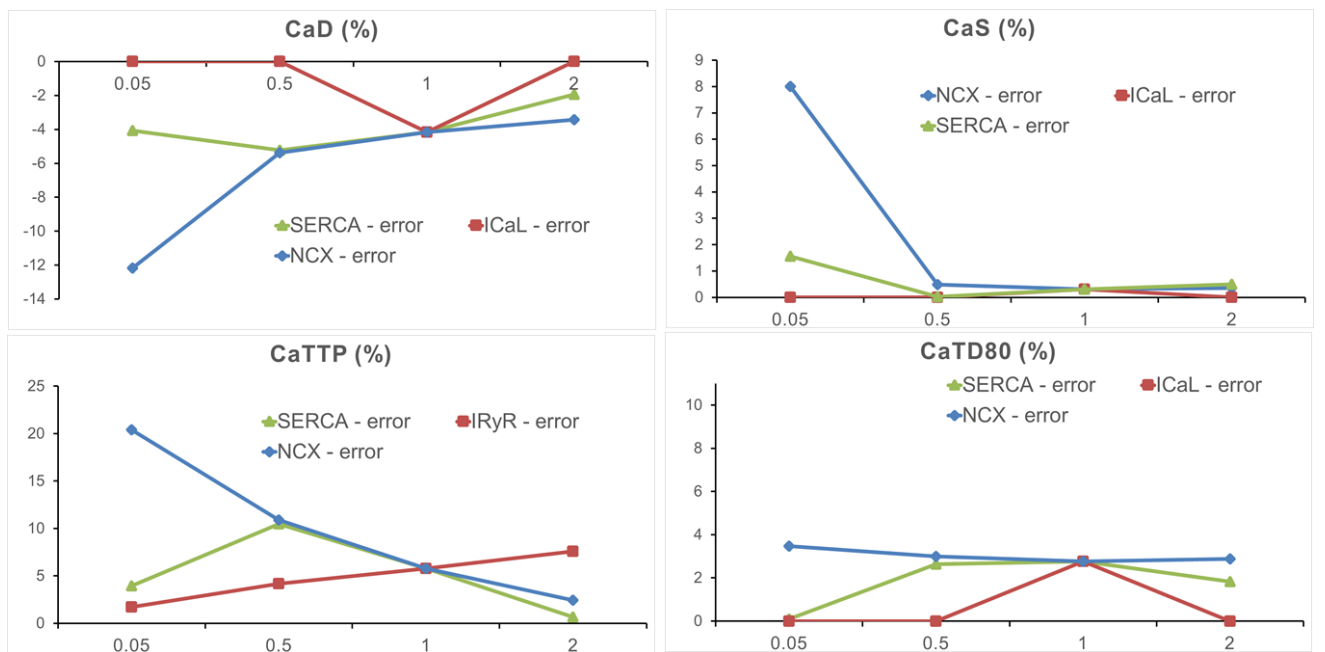 CaD (%)
0
-2
-4
-6
-8
-10
-12
-14
0.05 0.5 1 2
SERCA - error ICaL - error
NCX - error
CaS (%)
9
8
7
6
5
4
3
2
1
0
NCX - error ICaL - error
SERCA - error
0.05 0.5 1 2
CaTTP (%)
25
20
15
10
5
0
SERCA - error IRyR - error
NCX - error
0.05 0.5 1 2
CaTD80 (%)
SERCA - error ICaL - error
NCX - error
10
8
6
4
2
0
0.05 0.5 1 2